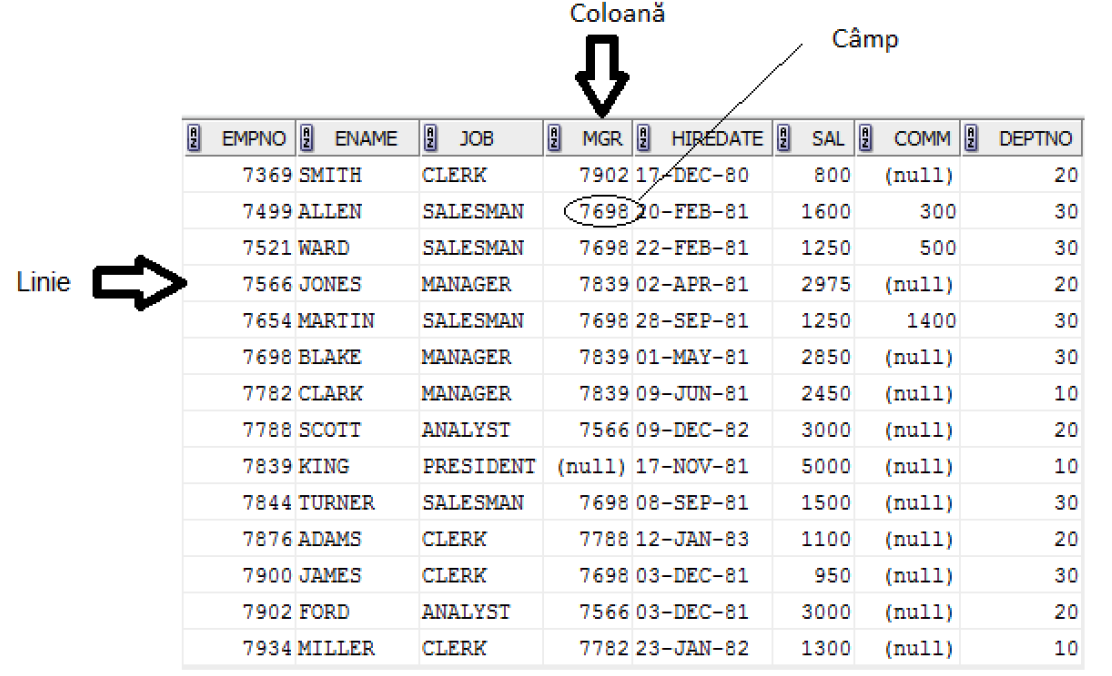 Coloană
Câmp
EMPNO ENAME JOB MGR HIREDATE SAL COMM DEPTNO
7369 SMITH CLERK 7902 17-DEC-80 800 (null) 20
7499 ALLEN SALESMAN 7698 20-FEB-81 1600 300 30
7521 WARD SALESMAN 7698 22-FEB-81 1250 500 30
Linie 7566 JONES MANAGER 7839 02-APR-81 2975 (null) 20
7654 MARTIN SALESMAN 7698 28-SEP-81 1250 1400 30
7698 BLAKE MANAGER 7839 01-MAY-81 2850 (null) 30
7782 CLARK MANAGER 7839 09-JUN-81 2450 (null) 10
7788 SCOTT ANALYST 7566 09-DEC-82 3000 (null) 20
7839 KING PRESIDENT (null) 17-NOV-81 5000 (null) 10
7844 TURNER SALESMAN 7698 08-SEP-81 1500 (null) 30
7876 ADAMS CLERK 7788 12-JAN-83 1100 (null) 20
7900 JAMES CLERK 7698 03-DEC-81 950 (null) 30
7902 FORD ANALYST 7566 03-DEC-81 3000 (null) 20
7934 MILLER CLERK 7782 23-JAN-82 1300 (null) 10